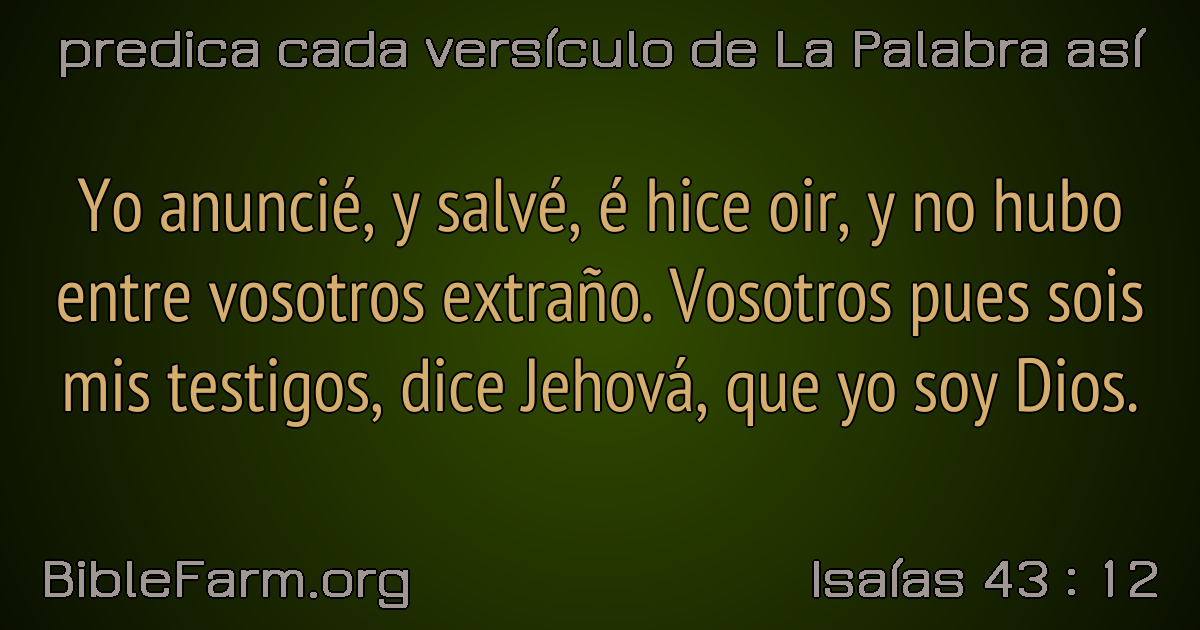 predica cada versículo de La Palabra así
Yo anuncié, y salvé, é hice oir, y no hubo
entre vosotros extraño. Vosotros pues sois
mis testigos, dice Jehová, que yo soy Dios.
BibleFarm.org
Isaías 43 : 12